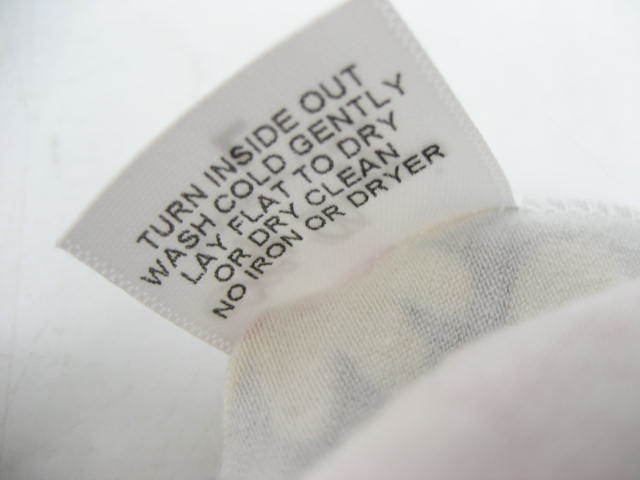 TURN INSIDE OUT
WASH COLD GENTLY
LAY FLAT TO DRY
OR DRY CLEAN
NO IRON OR DRYER